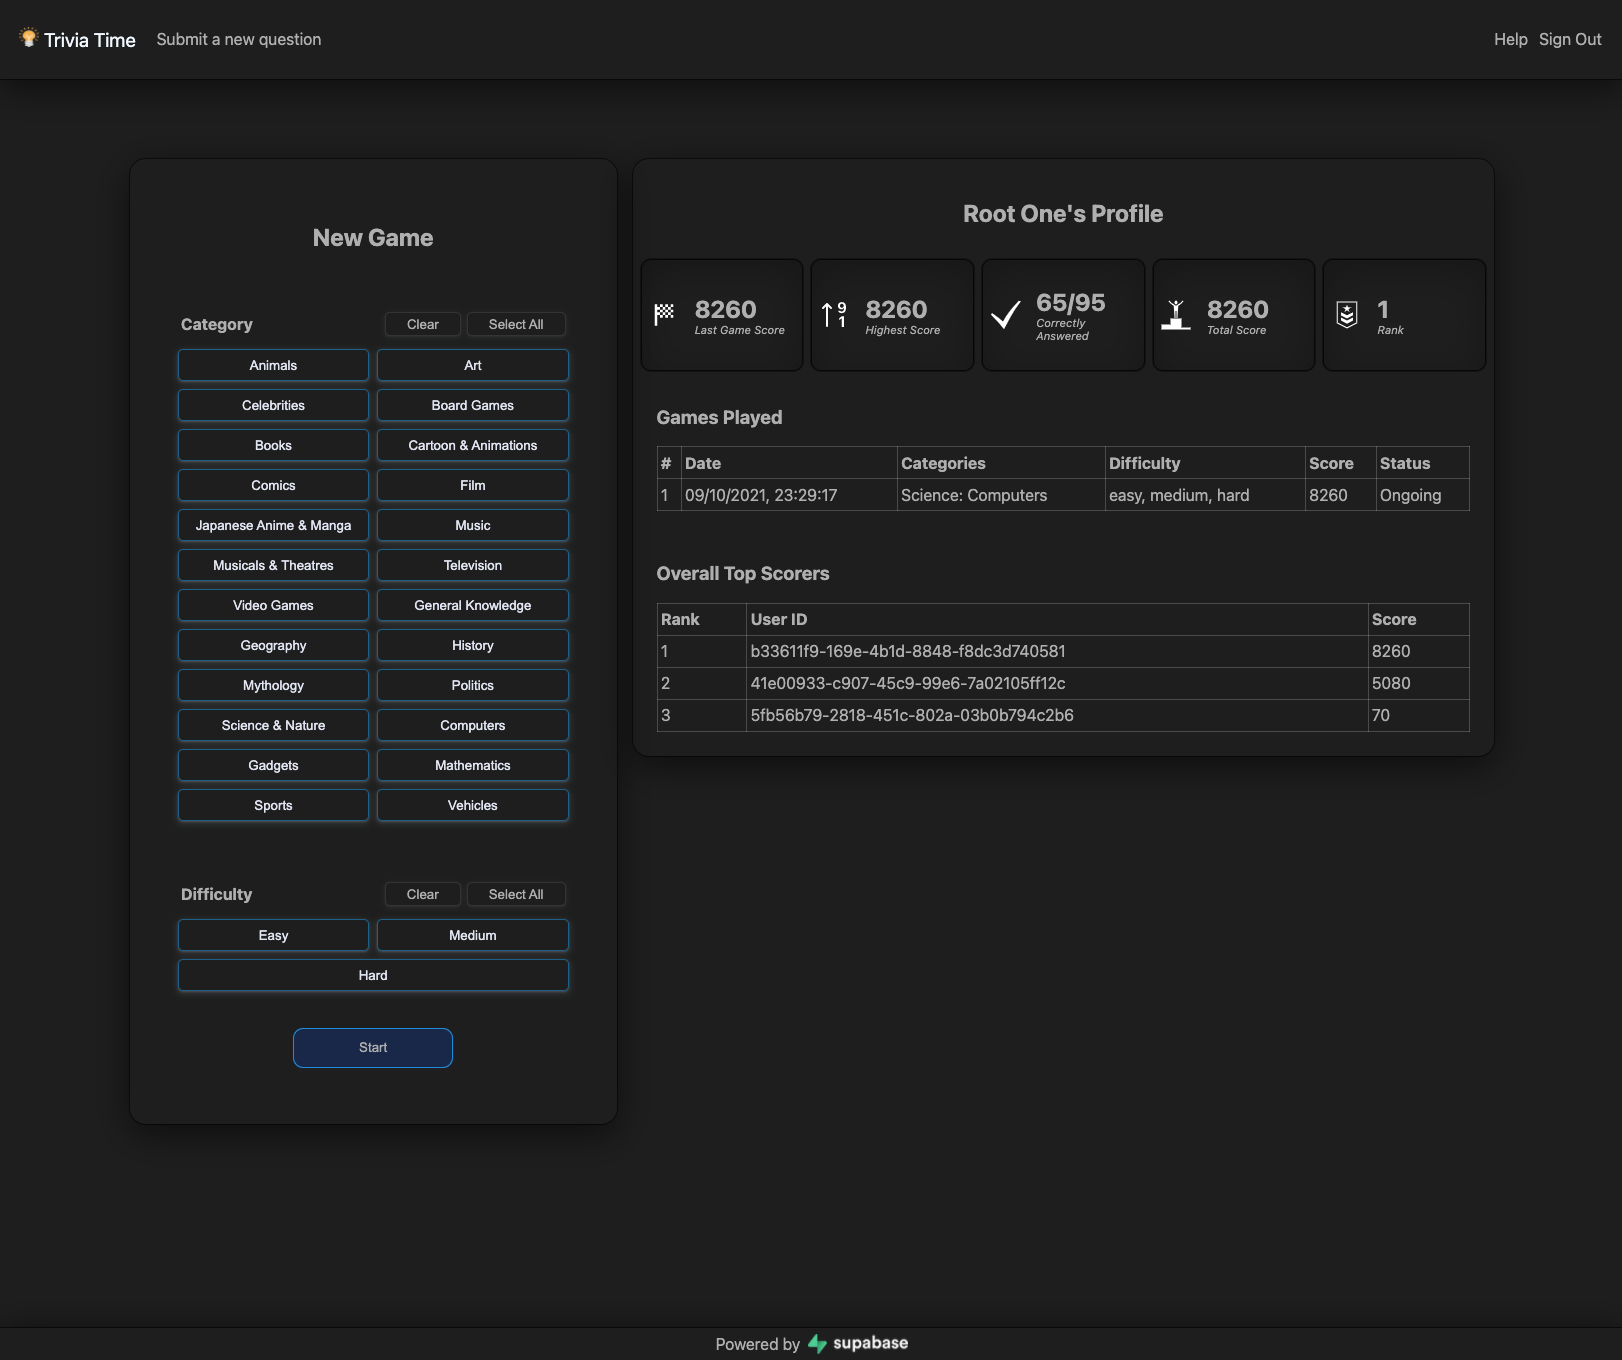 Trivia Time Submit a new question Help Sign Out
New Game
Category Clear Select All
Animals Art
Celebrities Board Games
Books Cartoon & Animations
Comics Film
Japanese Anime & Manga Music
Musicals & Theatres Television
Video Games General Knowledge
Geography History
Mythology Politics
Science & Nature Computers
Gadgets Mathematics
Sports Vehicles
Difficulty Clear Select All
Easy Medium
Hard
Start
Root One's Profile
8260
Last Game Score
9
1
8260
Highest Score
65/95
Correctly
Answered
8260
Total Score
1
Rank
Games Played
# Date Categories Difficulty Score Status
1 09/10/2021, 23:29:17 Science: Computers easy, medium, hard 8260 Ongoing
Overall Top Scorers
Rank User ID Score
1 b33611f9-169e-4b1d-8848-f8dc3d740581 8260
2 41e00933-c907-45c9-99e6-7a02105ff12c 5080
3 5fb56b79-2818-451c-802a-03b0b794c2b6 70
Powered by supabase